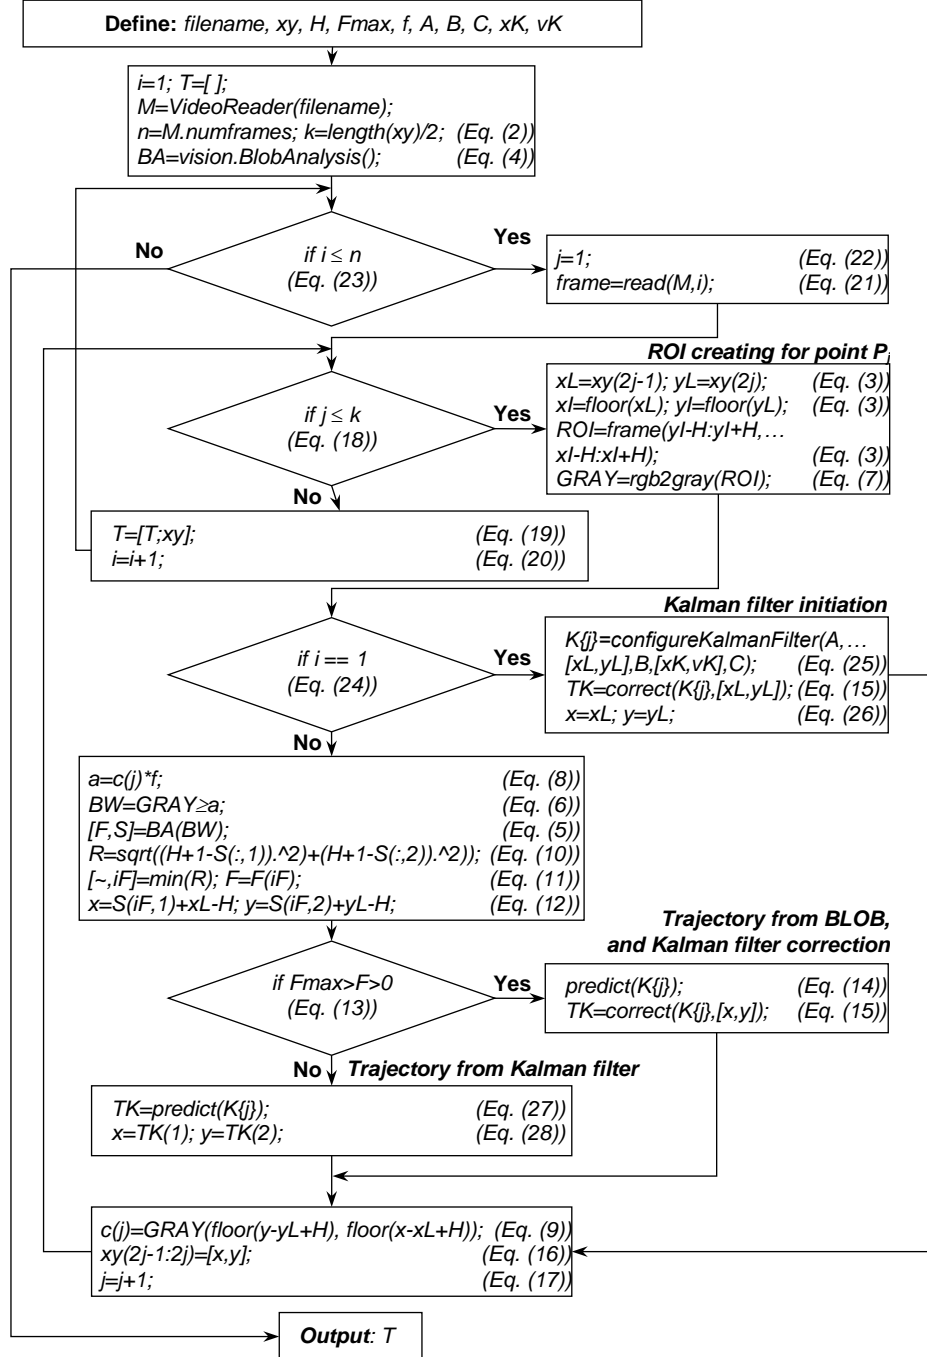 Define: filename, xy, H, Fmax, f, A, B, C, xK, vK
i=1; T=[ ];
M=VideoReader(filename);
n=M.numframes; k=length(xy)/2; (Eq. (2))
BA=vision.BlobAnalysis(); (Eq. (4))
No
if i ≤ n
(Eq. (23))
Yes
j=1; (Eq. (22))
frame=read(M,i); (Eq. (21))
ROI creating for point Pj
if j ≤ k
(Eq. (18))
Yes
xL=xy(2j-1); yL=xy(2j); (Eq. (3))
xI=floor(xL); yI=floor(yL); (Eq. (3))
ROI=frame(yI-H:yI+H,…
xI-H:xI+H); (Eq. (3))
GRAY=rgb2gray(ROI); (Eq. (7))
No
T=[T;xy]; (Eq. (19))
i=i+1; (Eq. (20))
Kalman filter initiation
if i == 1
(Eq. (24))
Yes
K{j}=configureKalmanFilter(A,…
[xL,yL],B,[xK,vK],C); (Eq. (25))
TK=correct(K{j},[xL,yL]); (Eq. (15))
x=xL; y=yL; (Eq. (26))
No
a=c(j)*f; (Eq. (8))
BW=GRAY≥a; (Eq. (6))
[F,S]=BA(BW); (Eq. (5))
R=sqrt((H+1-S(:,1)).^2)+(H+1-S(:,2)).^2)); (Eq. (10))
[~,iF]=min(R); F=F(iF); (Eq. (11))
x=S(iF,1)+xL-H; y=S(iF,2)+yL-H; (Eq. (12))
Trajectory from BLOB,
and Kalman filter correction
if Fmax>F>0
(Eq. (13))
Yes
predict(K{j}); (Eq. (14))
TK=correct(K{j},[x,y]); (Eq. (15))
No
Trajectory from Kalman filter
TK=predict(K{j}); (Eq. (27))
x=TK(1); y=TK(2); (Eq. (28))
c(j)=GRAY(floor(y-yL+H), floor(x-xL+H)); (Eq. (9))
xy(2j-1:2j)=[x,y]; (Eq. (16))
j=j+1; (Eq. (17))
Output: T